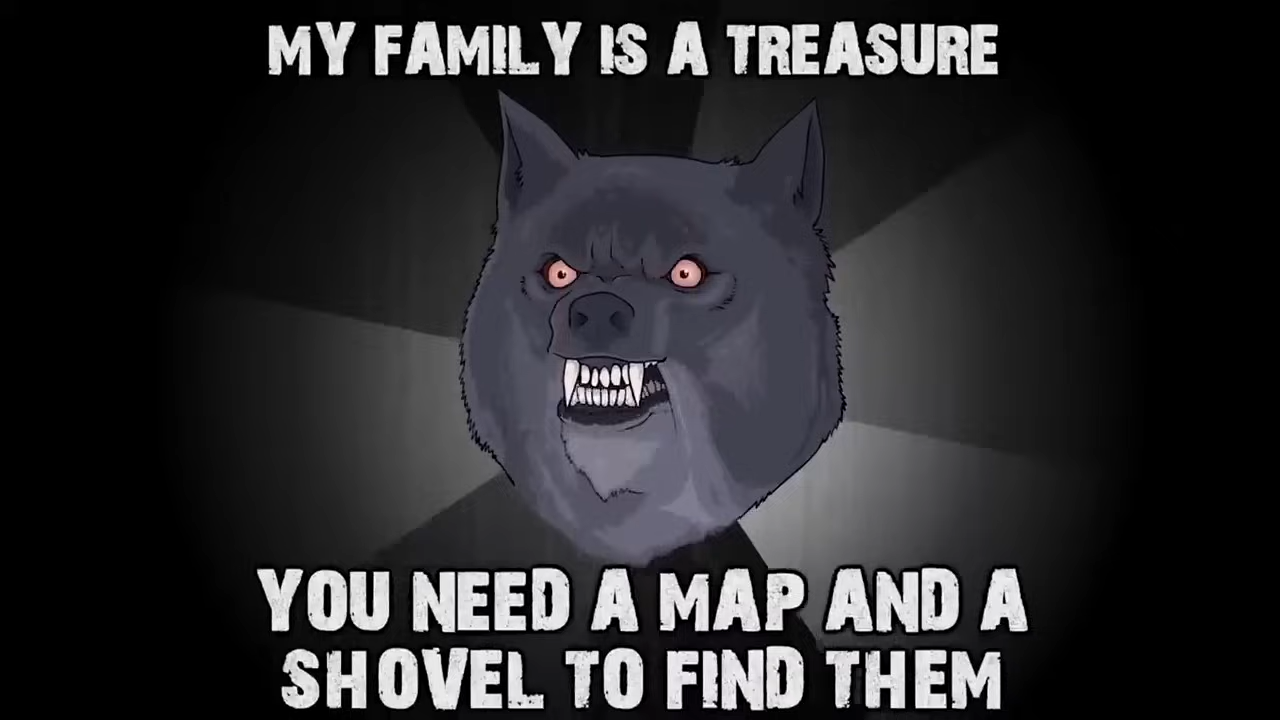 MY FAMILY IS A TREASURE
YOU NEED A MAP AND A
SHOVEL TO FIND THEM